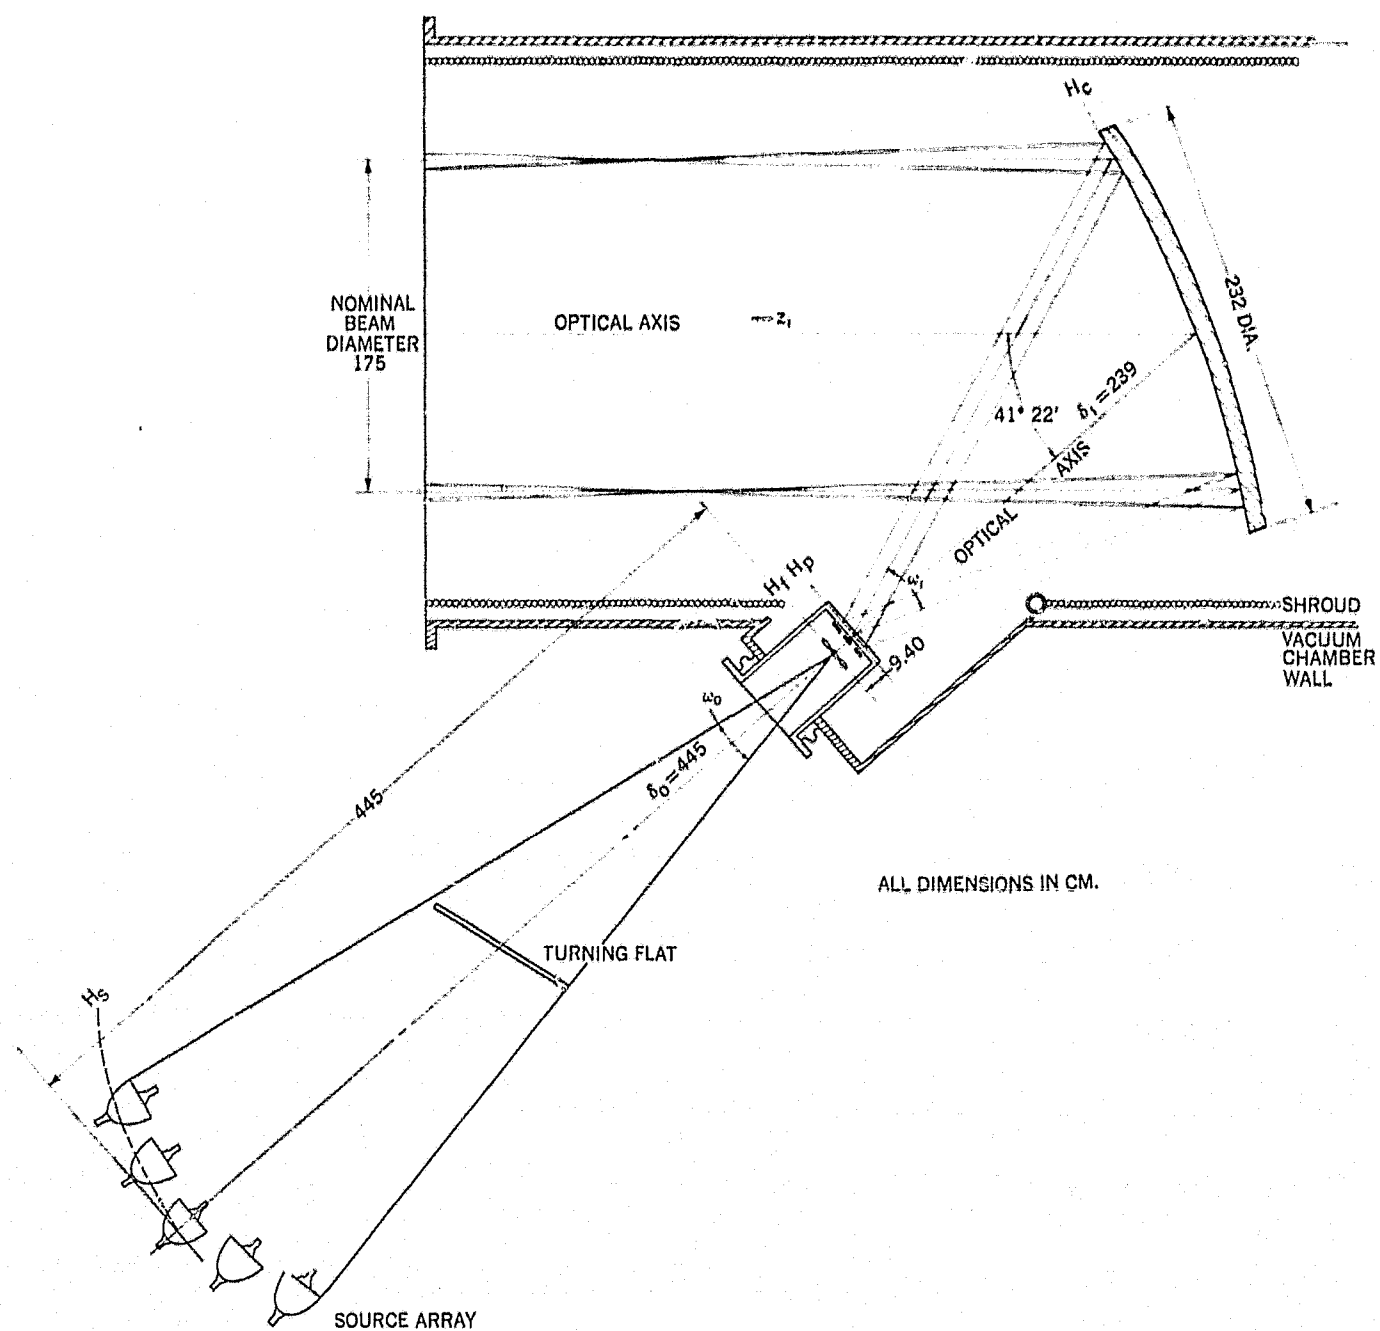 Hc
NOMINAL
BEAM
DIAMETER
175
OPTICAL AXIS
z₁
232 DIA.
41° 22'
δ₁=239
OPTICAL
AXIS
Hf Hp
ω₁
SHROUD
VACUUM
CHAMBER
WALL
9.40
ω₀
δ₀=445
445
ALL DIMENSIONS IN CM.
TURNING FLAT
Hs
SOURCE ARRAY